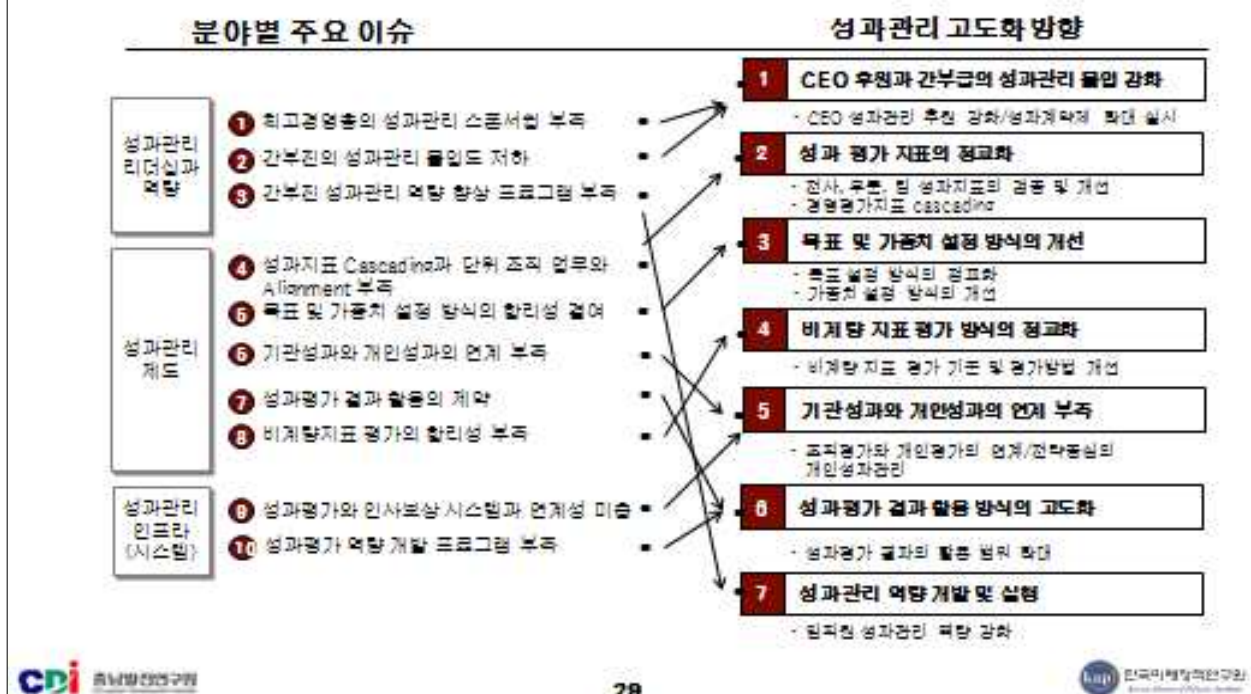 분야별 주요 이슈
성과관리 고도화 방향
성과관리
리더십과
역량
1 최고경영층의 성과관리 스폰서쉽 부족
2 간부진의 성과관리 몰입도 저하
3 간부진 성과관리 역량 향상 프로그램 부족
성과관리
제도
4 성과지표 Cascading과 단위 조직 업무와
Alignment 부족
5 목표 및 가중치 설정 방식의 합리성 결여
6 기관성과와 개인성과의 연계 부족
7 성과평가 결과 활용의 제약
8 비계량지표 평가의 합리성 부족
성과관리
인프라
(시스템)
9 성과평가와 인사보상 시스템과 연계성 미흡
10 성과평가 역량 개발 프로그램 부족
1 CEO 후원과 간부급의 성과관리 몰입 강화
- CEO 성과관리 후원 강화/성과계약제 확대 실시
2 성과 평가 지표의 정교화
- 전사, 부문, 팀 성과지표의 검증 및 개선
- 경영평가지표 cascading
3 목표 및 가중치 설정 방식의 개선
- 목표 설정 방식의 정교화
- 가중치 설정 방식의 개선
4 비계량 지표 평가 방식의 정교화
- 비계량 지표 평가 기준 및 평가방법 개선
5 기관성과와 개인성과의 연계 부족
- 조직평가와 개인평가의 연계/전략중심의
개인성과관리
6 성과평가 결과 활용 방식의 고도화
- 성과평가 결과의 활용 범위 확대
7 성과관리 역량 개발 및 실행
- 임직원 성과관리 역량 강화
CDi 충남발전연구원
29